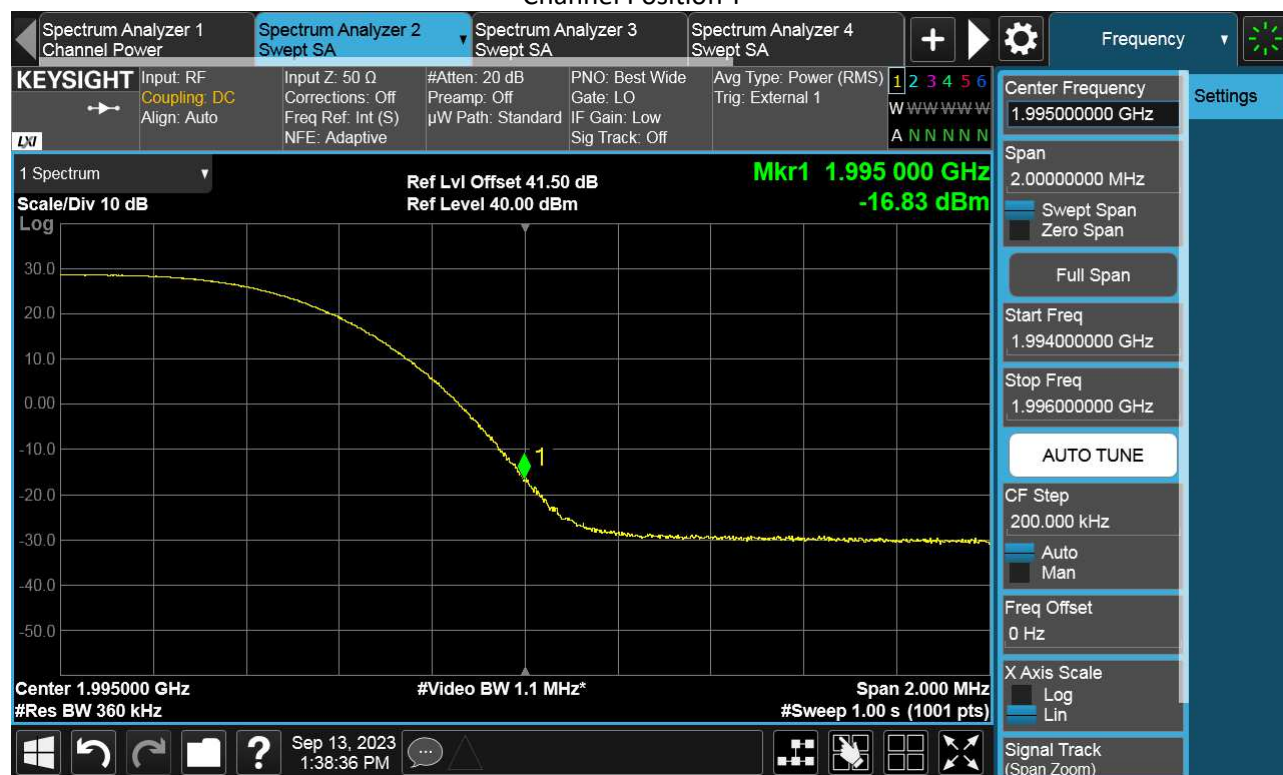 Spectrum Analyzer 1
Channel Power
Spectrum Analyzer 2
Swept SA
Spectrum Analyzer 3
Swept SA
Spectrum Analyzer 4
Swept SA
Frequency
KEYSIGHT
LXI
Input: RF
Coupling: DC
Align: Auto
Input Z: 50 Ω
Corrections: Off
Freq Ref: Int (S)
NFE: Adaptive
#Atten: 20 dB
Preamp: Off
µW Path: Standard
PNO: Best Wide
Gate: LO
IF Gain: Low
Sig Track: Off
Avg Type: Power (RMS)
Trig: External 1
1 2 3 4 5 6
W W W W W W
A N N N N N
1 Spectrum
Scale/Div 10 dB
Log
Ref Lvl Offset 41.50 dB
Ref Level 40.00 dBm
Mkr1 1.995 000 GHz
-16.83 dBm
30.0
20.0
10.0
0.00
-10.0
-20.0
-30.0
-40.0
-50.0
1
Center 1.995000 GHz
#Res BW 360 kHz
#Video BW 1.1 MHz*
Span 2.000 MHz
#Sweep 1.00 s (1001 pts)
Center Frequency
1.995000000 GHz
Span
2.00000000 MHz
Swept Span
Zero Span
Full Span
Start Freq
1.994000000 GHz
Stop Freq
1.996000000 GHz
AUTO TUNE
CF Step
200.000 kHz
Auto
Man
Freq Offset
0 Hz
X Axis Scale
Log
Lin
Signal Track
(Span Zoom)
Settings
?
Sep 13, 2023
1:38:36 PM